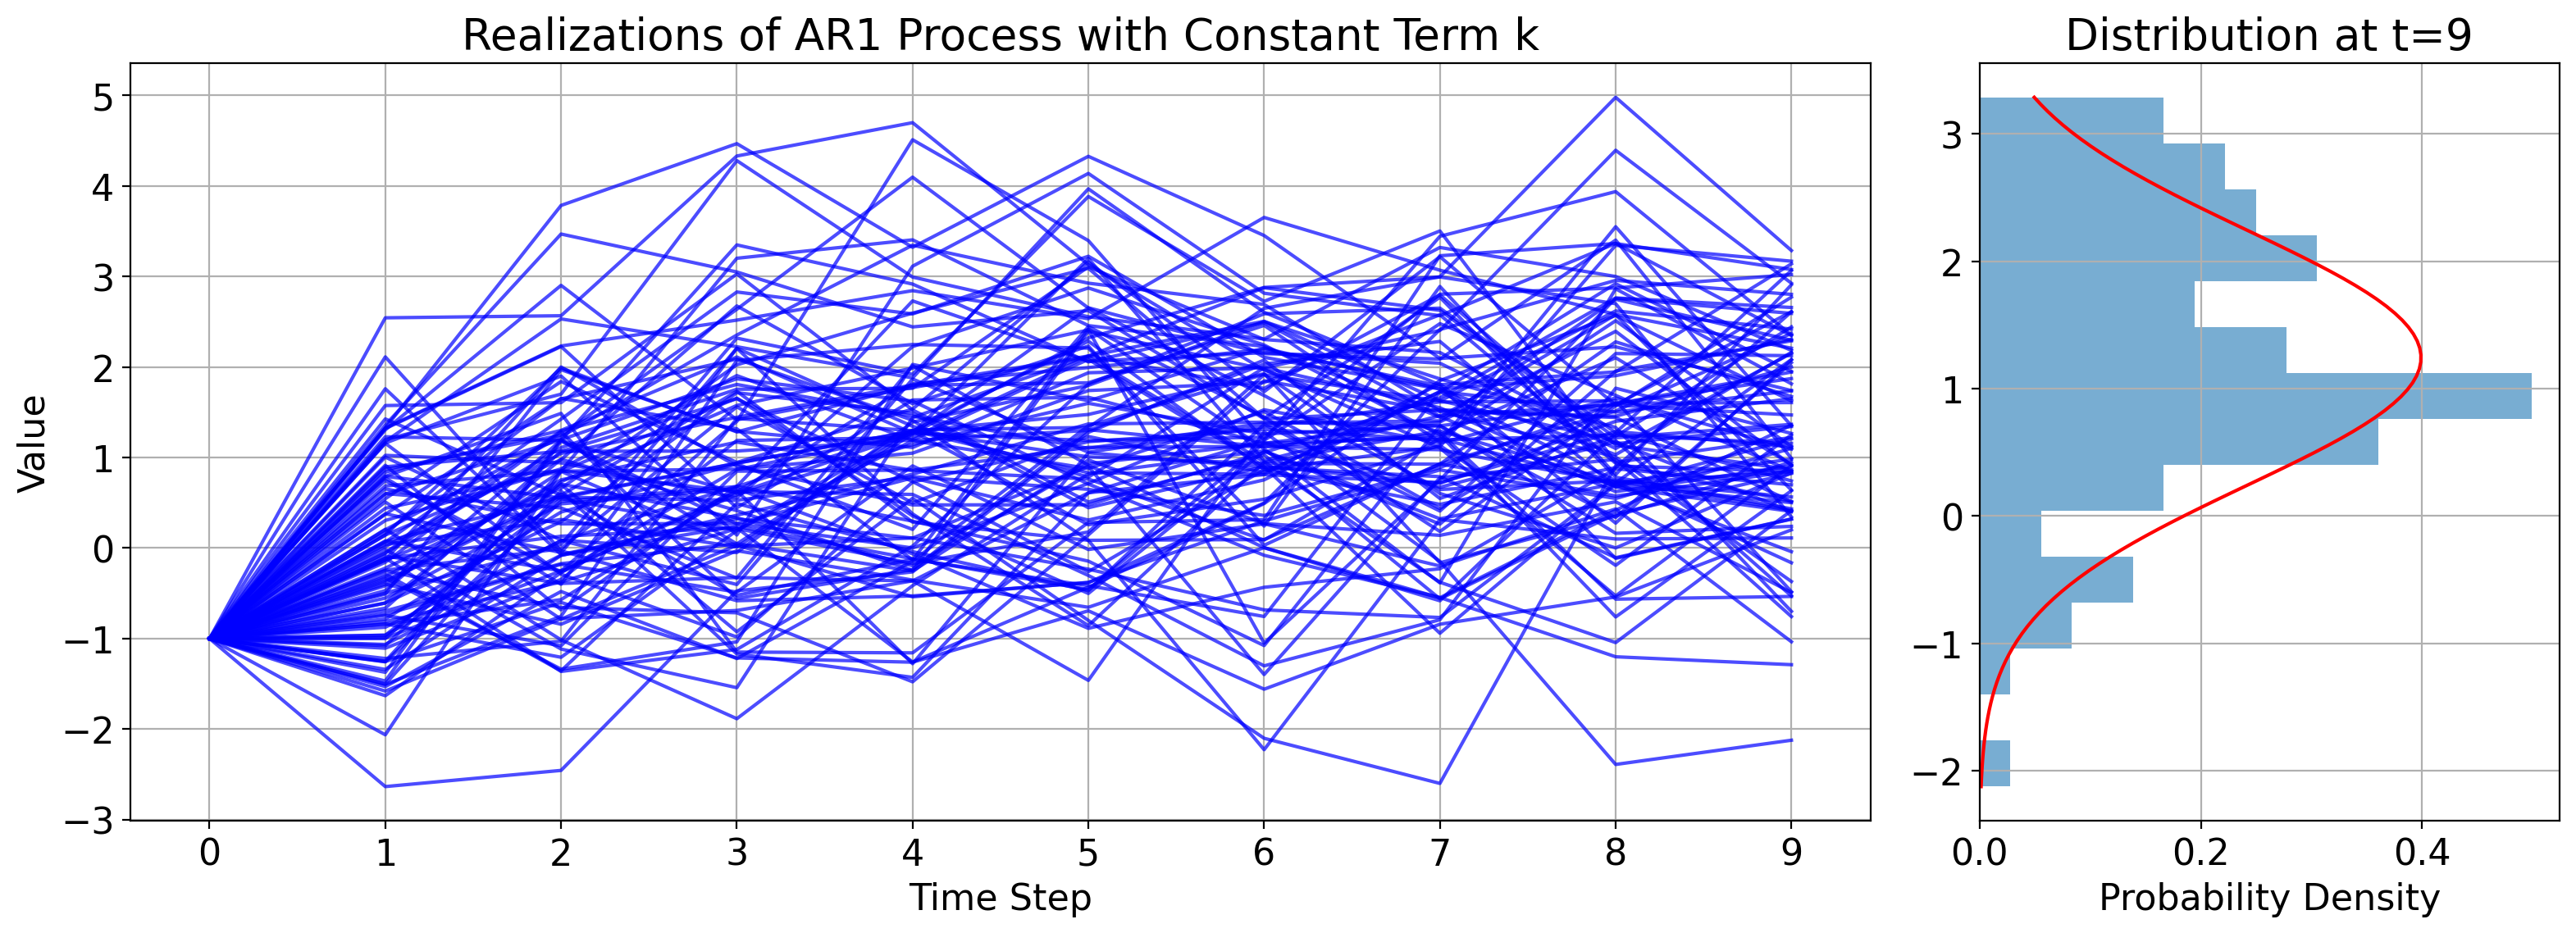 Realizations of AR1 Process with Constant Term k
5
4
3
2
1
0
−1
−2
−3
Value
0 1 2 3 4 5 6 7 8 9
Time Step
Distribution at t=9
3
2
1
0
−1
−2
0.0 0.2 0.4
Probability Density